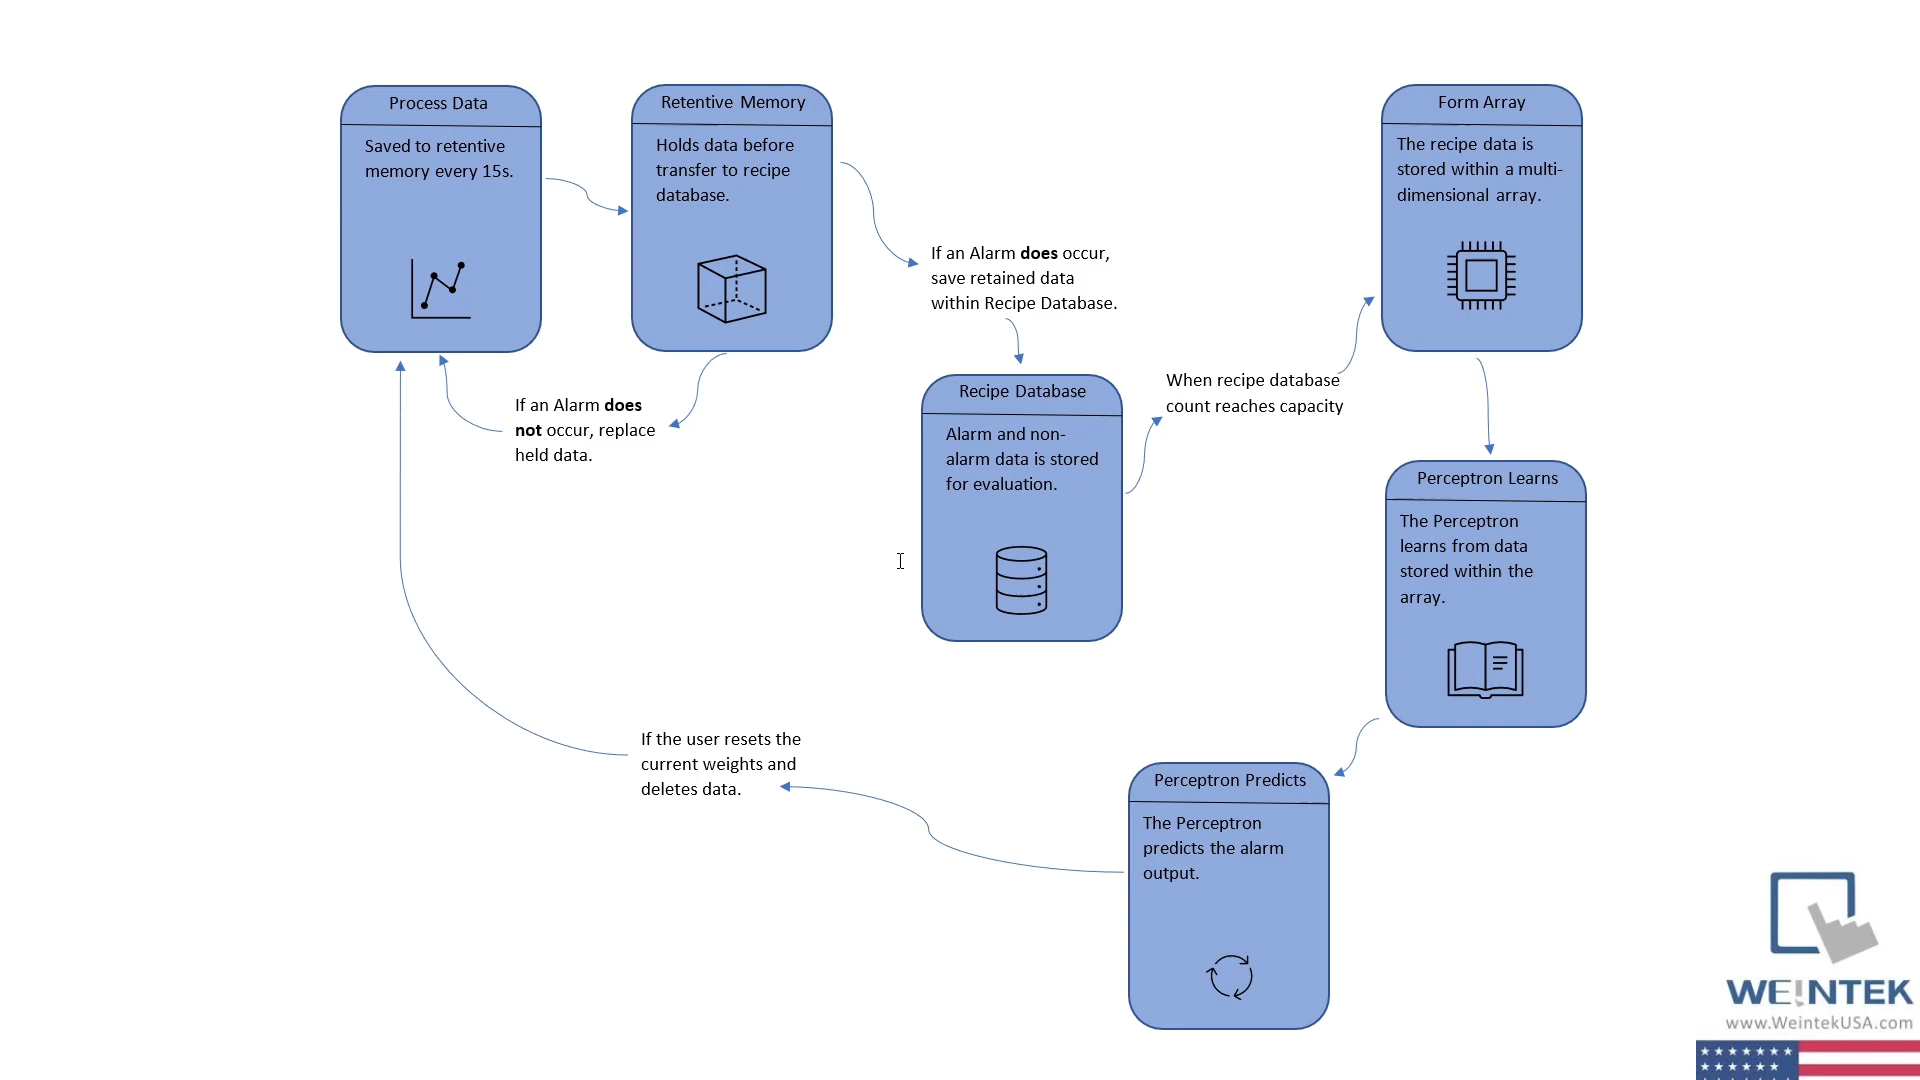 Process Data
Saved to retentive
memory every 15s.
Retentive Memory
Holds data before
transfer to recipe
database.
If an Alarm does
not occur, replace
held data.
If an Alarm does occur,
save retained data
within Recipe Database.
Recipe Database
Alarm and non-
alarm data is stored
for evaluation.
When recipe database
count reaches capacity
Form Array
The recipe data is
stored within a multi-
dimensional array.
Perceptron Learns
The Perceptron
learns from data
stored within the
array.
Perceptron Predicts
The Perceptron
predicts the alarm
output.
If the user resets the
current weights and
deletes data.
WEINTEK
www.WeintekUSA.com